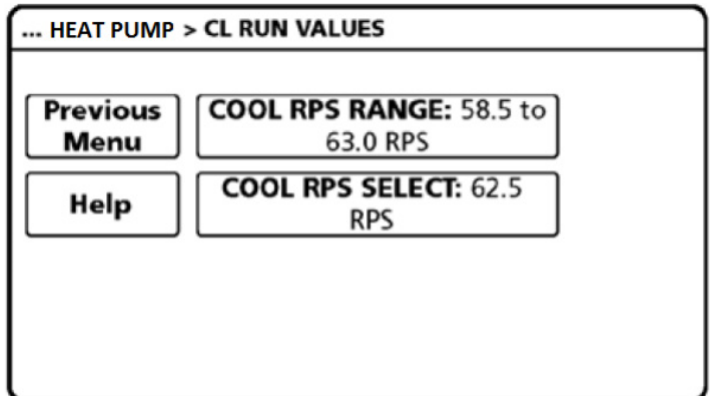 ... HEAT PUMP > CL RUN VALUES
Previous
Menu
COOL RPS RANGE: 58.5 to
63.0 RPS
Help
COOL RPS SELECT: 62.5
RPS